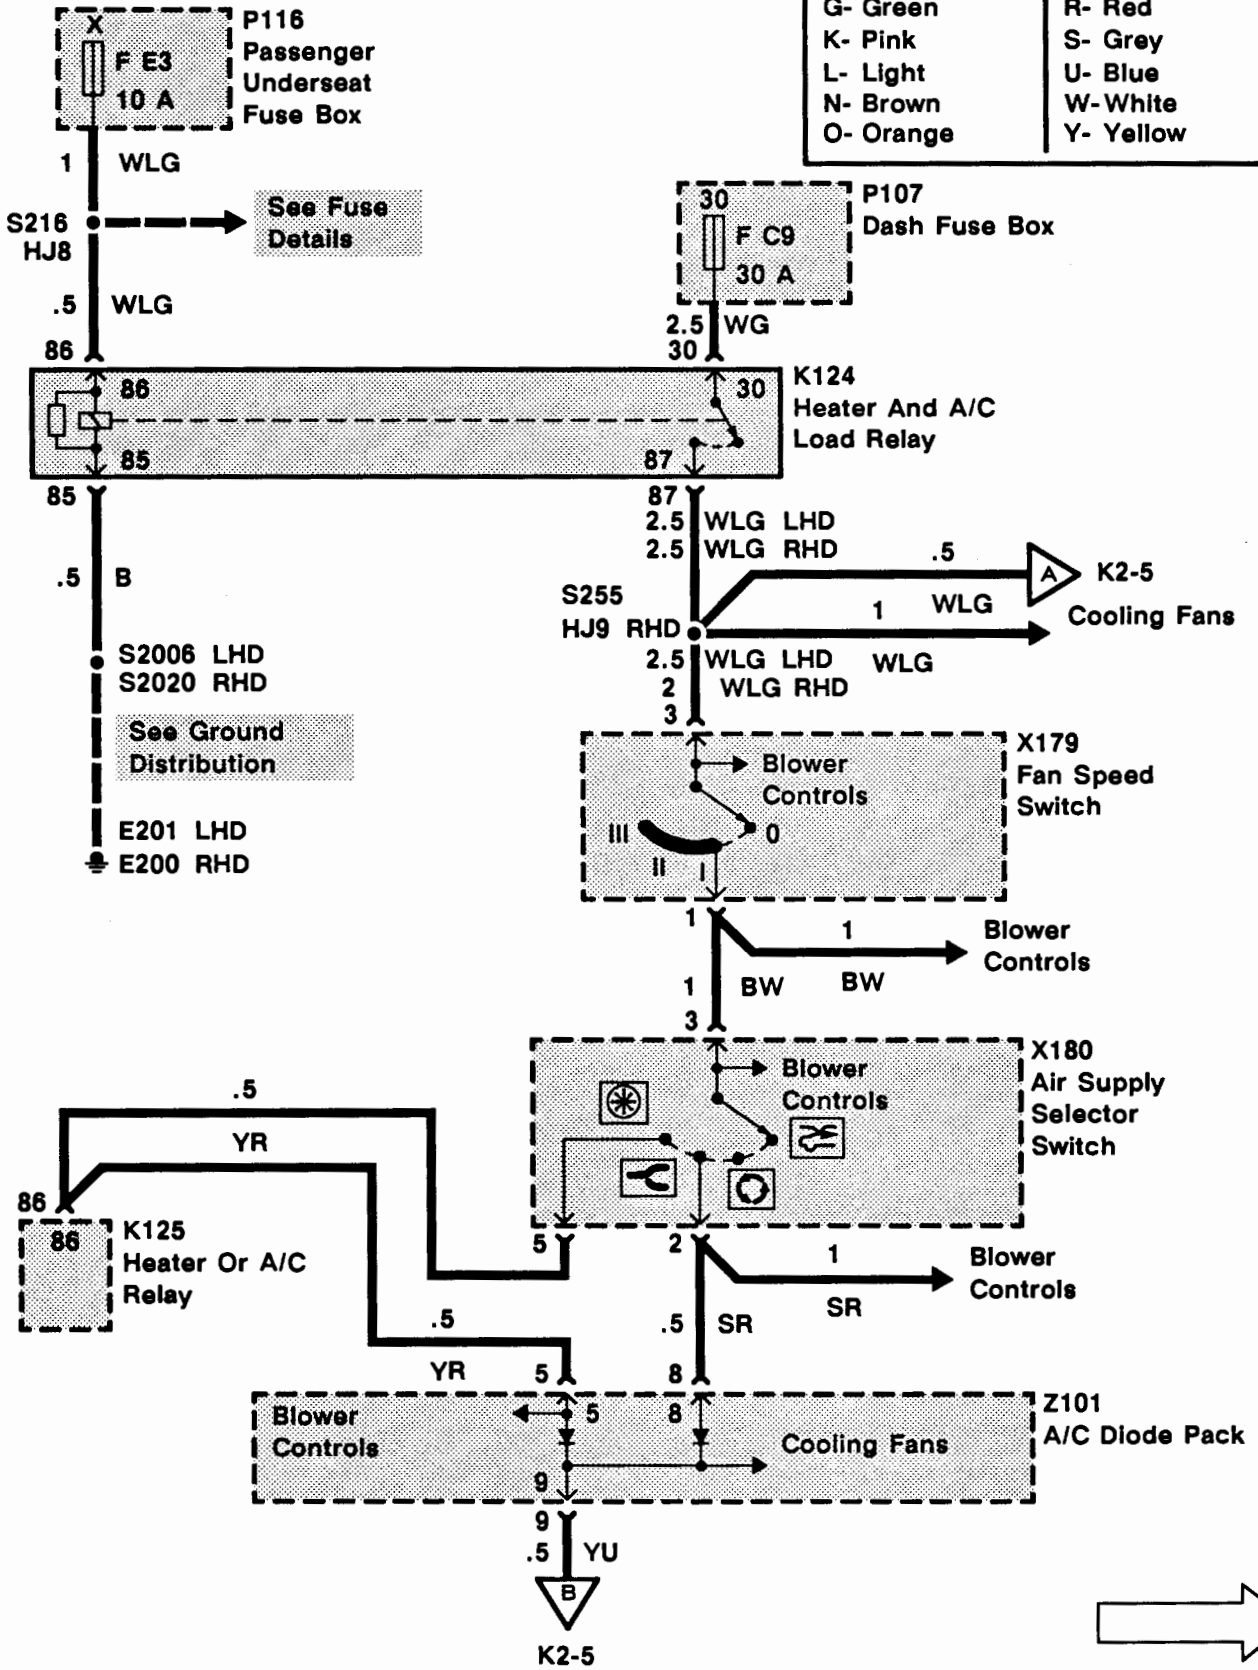 X
F E3
10 A
P116
Passenger
Underseat
Fuse Box
G- Green
K- Pink
L- Light
N- Brown
O- Orange
R- Red
S- Grey
U- Blue
W-White
Y- Yellow
1 WLG
S216
HJ8
See Fuse
Details
.5 WLG
86
30
F C9
30 A
P107
Dash Fuse Box
2.5 WG
30
86
85
30
87
K124
Heater And A/C
Load Relay
85
.5 B
S2006 LHD
S2020 RHD
See Ground
Distribution
E201 LHD
E200 RHD
87
2.5 WLG LHD
2.5 WLG RHD
S255
HJ9 RHD
.5
WLG
A
K2-5
1
WLG
Cooling Fans
2.5 WLG LHD
2 WLG RHD
3
Blower
Controls
III
II
I
0
X179
Fan Speed
Switch
1
1
BW
Blower
Controls
1 BW
3
Blower
Controls
X180
Air Supply
Selector
Switch
.5
YR
86
86
K125
Heater Or A/C
Relay
5
2
1
SR
Blower
Controls
.5
YR
.5 SR
5
8
Blower
Controls
5
8
Cooling Fans
9
Z101
A/C Diode Pack
9
.5 YU
B
K2-5